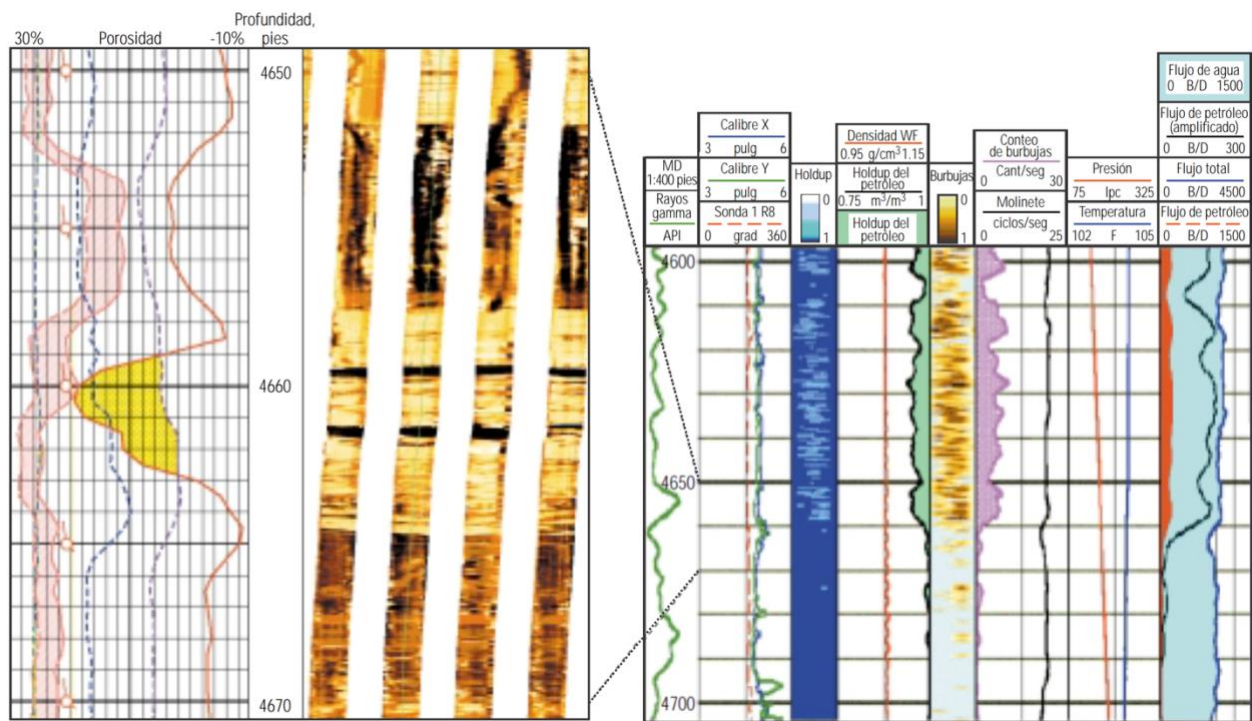 Profundidad,
pies
30% Porosidad -10%
4650
4660
4670
MD
1:400 pies
Rayos
gamma
API
Calibre X
3 pulg 6
Calibre Y
3 pulg 6
Sonda 1 R8
0 grad 360
Holdup
0
1
Densidad WF
0.95 g/cm³ 1.15
Holdup del
petróleo
0.75 m³/m³ 1
Holdup del
petróleo
Burbujas
0
1
Conteo
de burbujas
0 Cant/seg 30
Molinete
ciclos/seg
0 25
Presión
75 lpc 325
Temperatura
102 F 105
Flujo de agua
0 B/D 1500
Flujo de petróleo
(amplificado)
0 B/D 300
Flujo total
0 B/D 4500
Flujo de petróleo
0 B/D 1500
4600
4650
4700